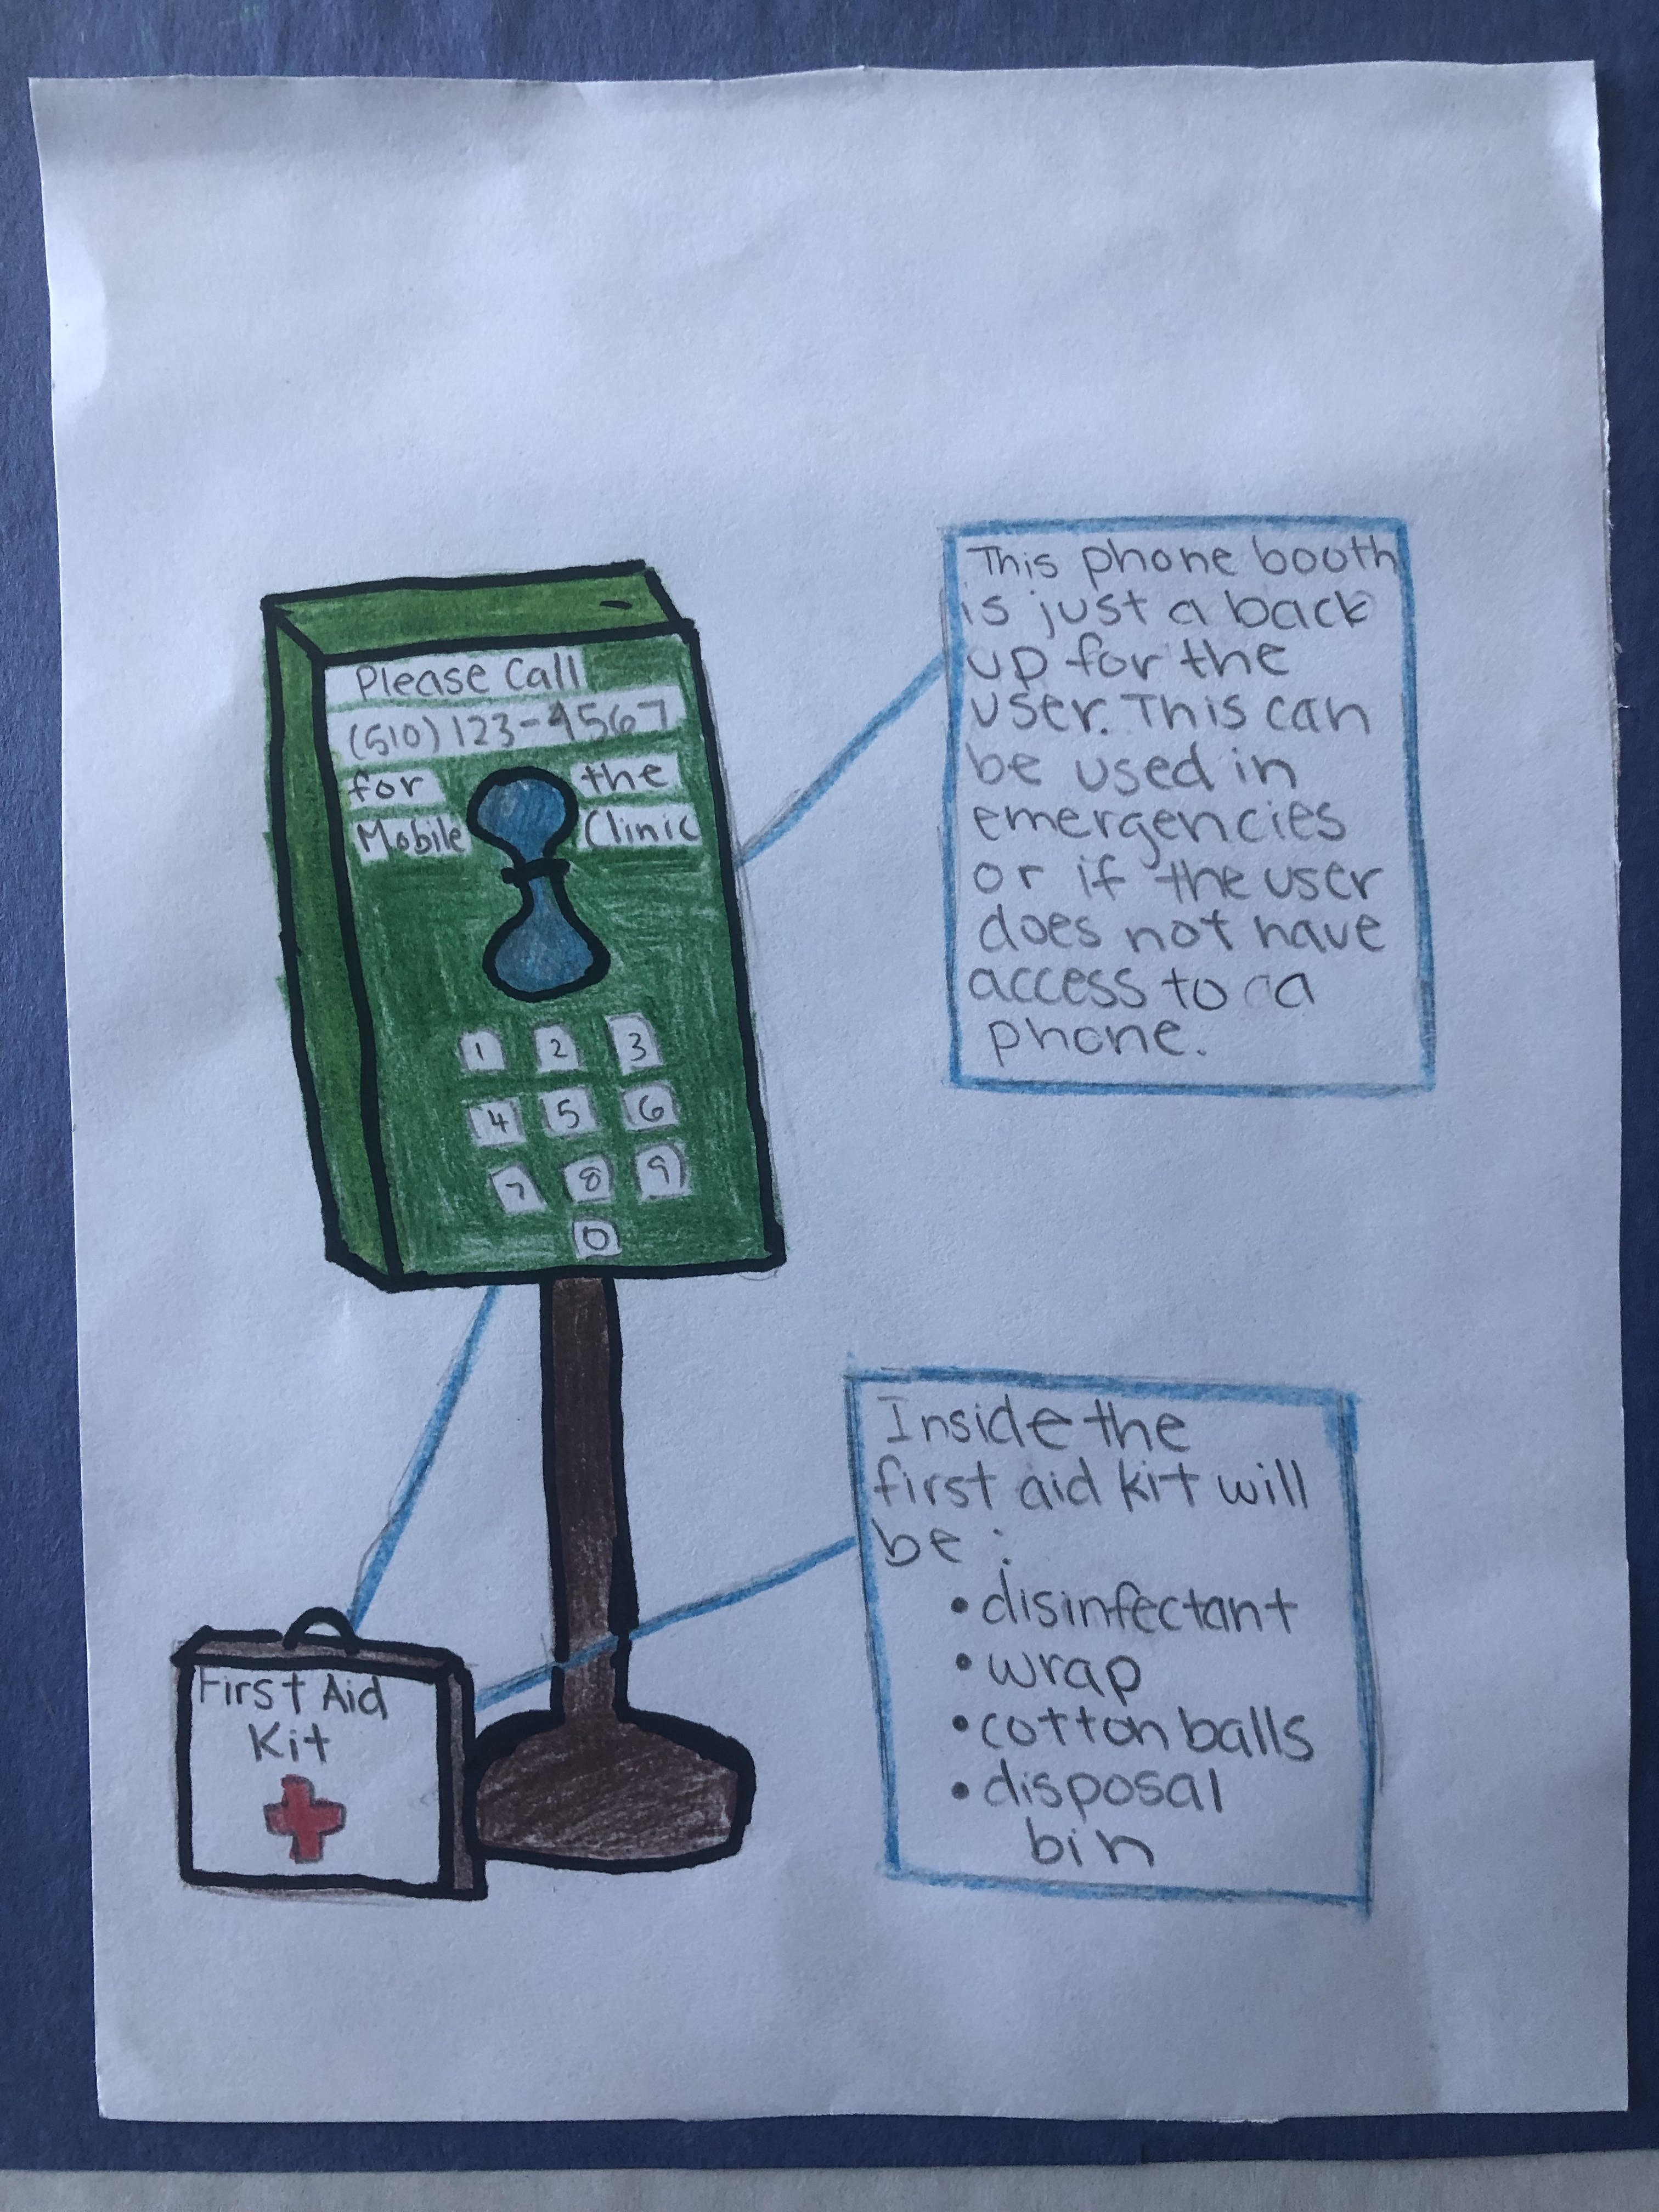 Please Call
(510) 123-4567
for the
Mobile Clinic
1 2 3
4 5 6
7 8 9
0
This phone booth
is just a back
up for the
user. This can
be used in
emergencies
or if the user
does not have
access to a
phone.
First Aid
Kit
Inside the
first aid kit will
be :
• disinfectant
• wrap
• cotton balls
• disposal
bin